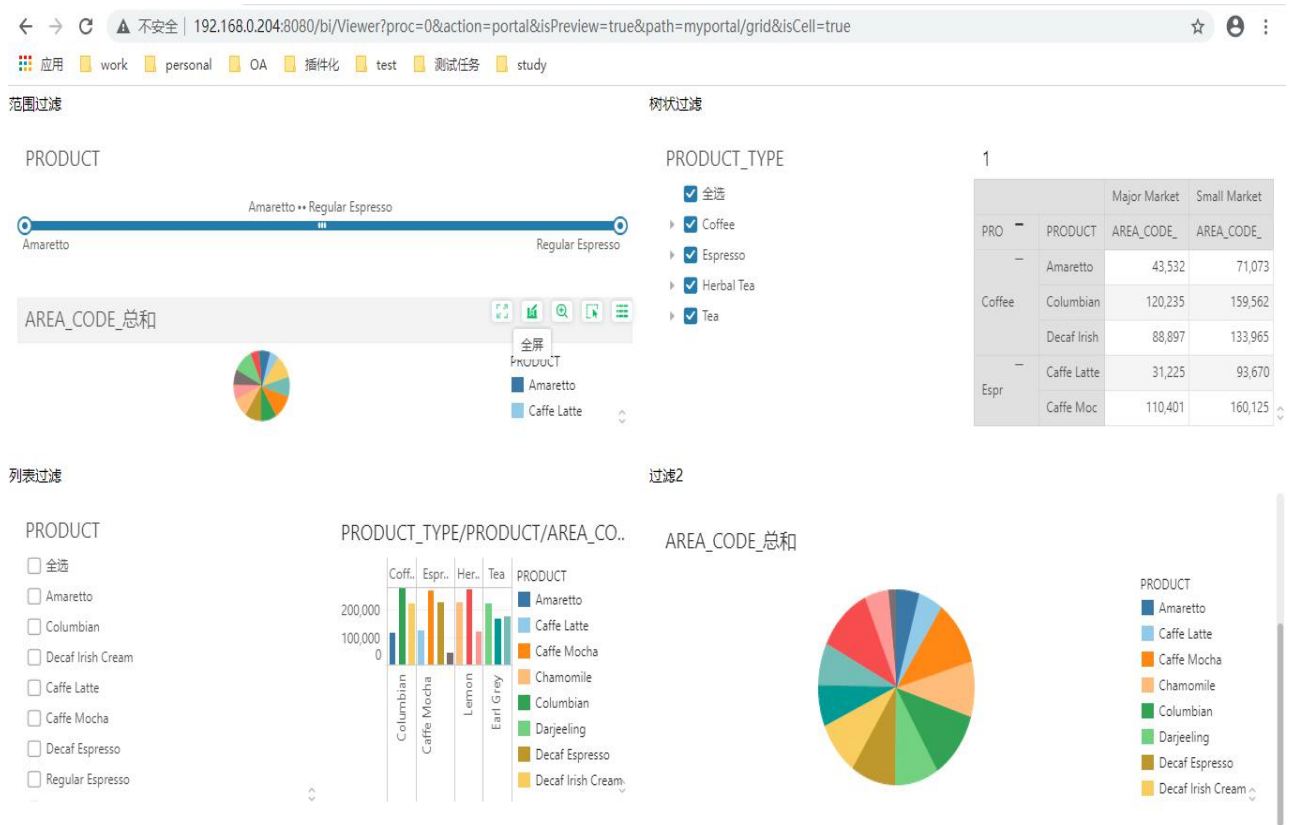 不安全 | 192.168.0.204:8080/bi/Viewer?proc=0&action=portal&isPreview=true&path=myportal/grid&isCell=true
应用 work personal OA 插件化 test 测试任务 study
范围过滤
PRODUCT
Amaretto •• Regular Espresso
Amaretto Regular Espresso
AREA_CODE_总和
全屏
PRODUCT
Amaretto
Caffe Latte
树状过滤
PRODUCT_TYPE
全选
Coffee
Espresso
Herbal Tea
Tea
1
Major Market Small Market
PRO PRODUCT AREA_CODE_ AREA_CODE_
Coffee
Amaretto 43,532 71,073
Columbian 120,235 159,562
Decaf Irish 88,897 133,965
Espr
Caffe Latte 31,225 93,670
Caffe Moc 110,401 160,125
列表过滤
PRODUCT
全选
Amaretto
Columbian
Decaf Irish Cream
Caffe Latte
Caffe Mocha
Decaf Espresso
Regular Espresso
PRODUCT_TYPE/PRODUCT/AREA_CO..
Coff.. Espr.. Her.. Tea
200,000
100,000
0
Columbian
Caffe Mocha
Lemon
Earl Grey
PRODUCT
Amaretto
Caffe Latte
Caffe Mocha
Chamomile
Columbian
Darjeeling
Decaf Espresso
Decaf Irish Cream
过滤2
AREA_CODE_总和
PRODUCT
Amaretto
Caffe Latte
Caffe Mocha
Chamomile
Columbian
Darjeeling
Decaf Espresso
Decaf Irish Cream